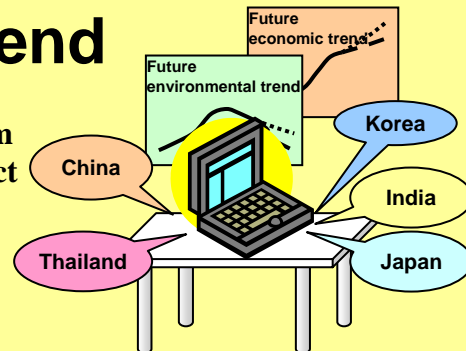 end
Future
economic trend
Future
environmental trend
m
ct
Korea
China
India
Thailand
Japan